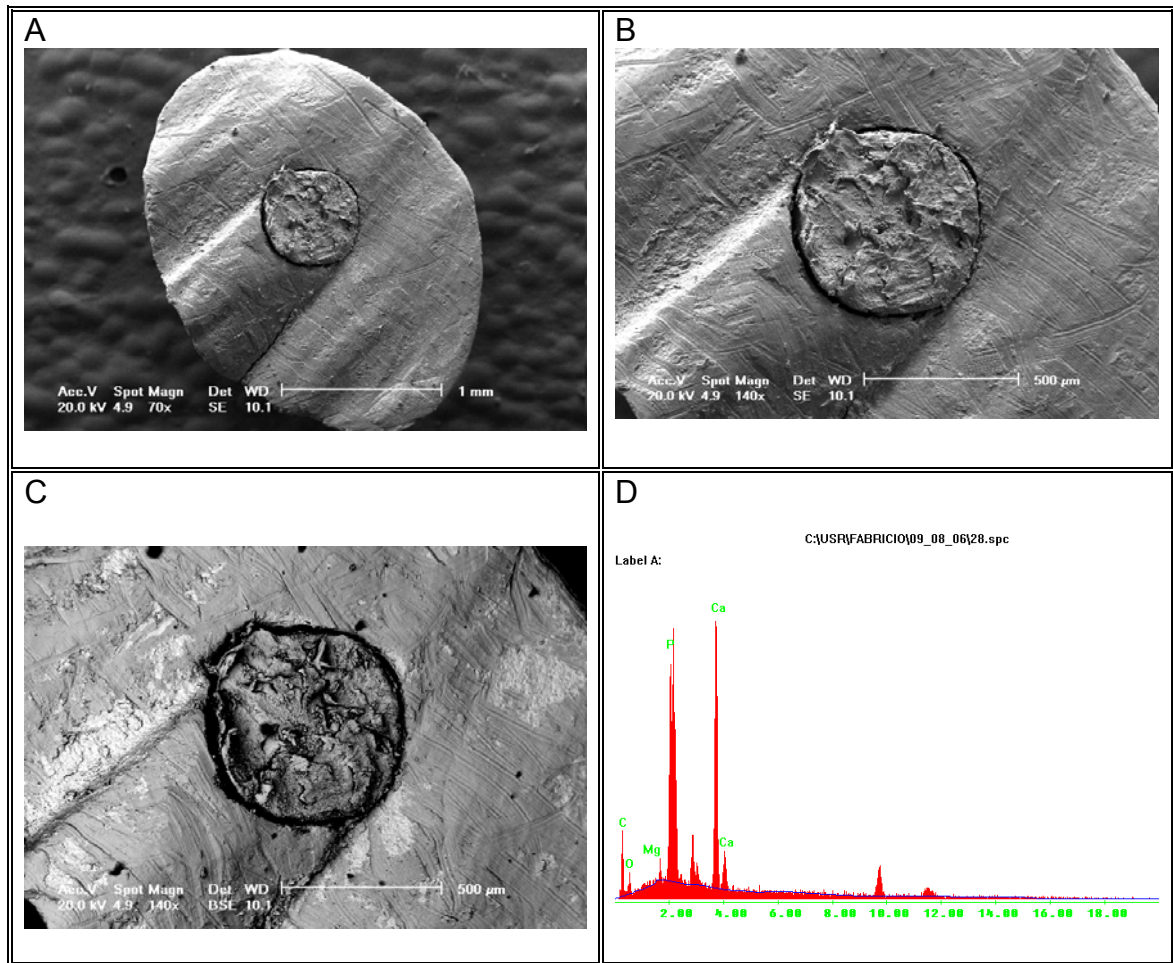 A
Acc.V Spot Magn Det WD 1 mm
20.0 kV 4.9 70x SE 10.1
B
Acc.V Spot Magn Det WD 500 µm
20.0 kV 4.9 140x SE 10.1
C
Acc.V Spot Magn Det WD 500 µm
20.0 kV 4.9 140x BSE 10.1
D
C:\USR\FABRICIO\09_08_06\28.spc
Label A:
Ca
P
C
O
Mg
Ca
2.00 4.00 6.00 8.00 10.00 12.00 14.00 16.00 18.00